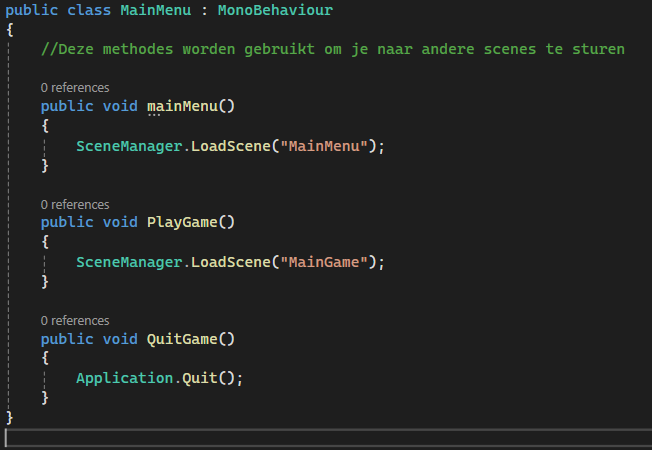 public class MainMenu : MonoBehaviour
{
//Deze methodes worden gebruikt om je naar andere scenes te sturen
0 references
public void mainMenu()
{
SceneManager.LoadScene("MainMenu");
}
0 references
public void PlayGame()
{
SceneManager.LoadScene("MainGame");
}
0 references
public void QuitGame()
{
Application.Quit();
}
}